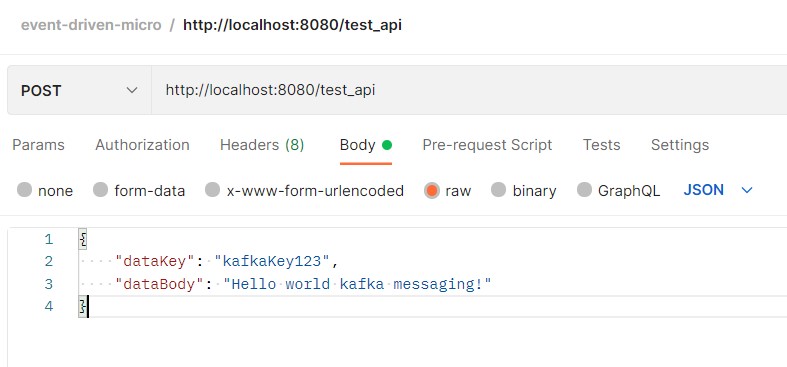 event-driven-micro / http://localhost:8080/test_api
POST http://localhost:8080/test_api
Params Authorization Headers (8) Body Pre-request Script Tests Settings
none form-data x-www-form-urlencoded raw binary GraphQL JSON
1 {
2 "dataKey": "kafkaKey123",
3 "dataBody": "Hello world kafka messaging!"
4 }